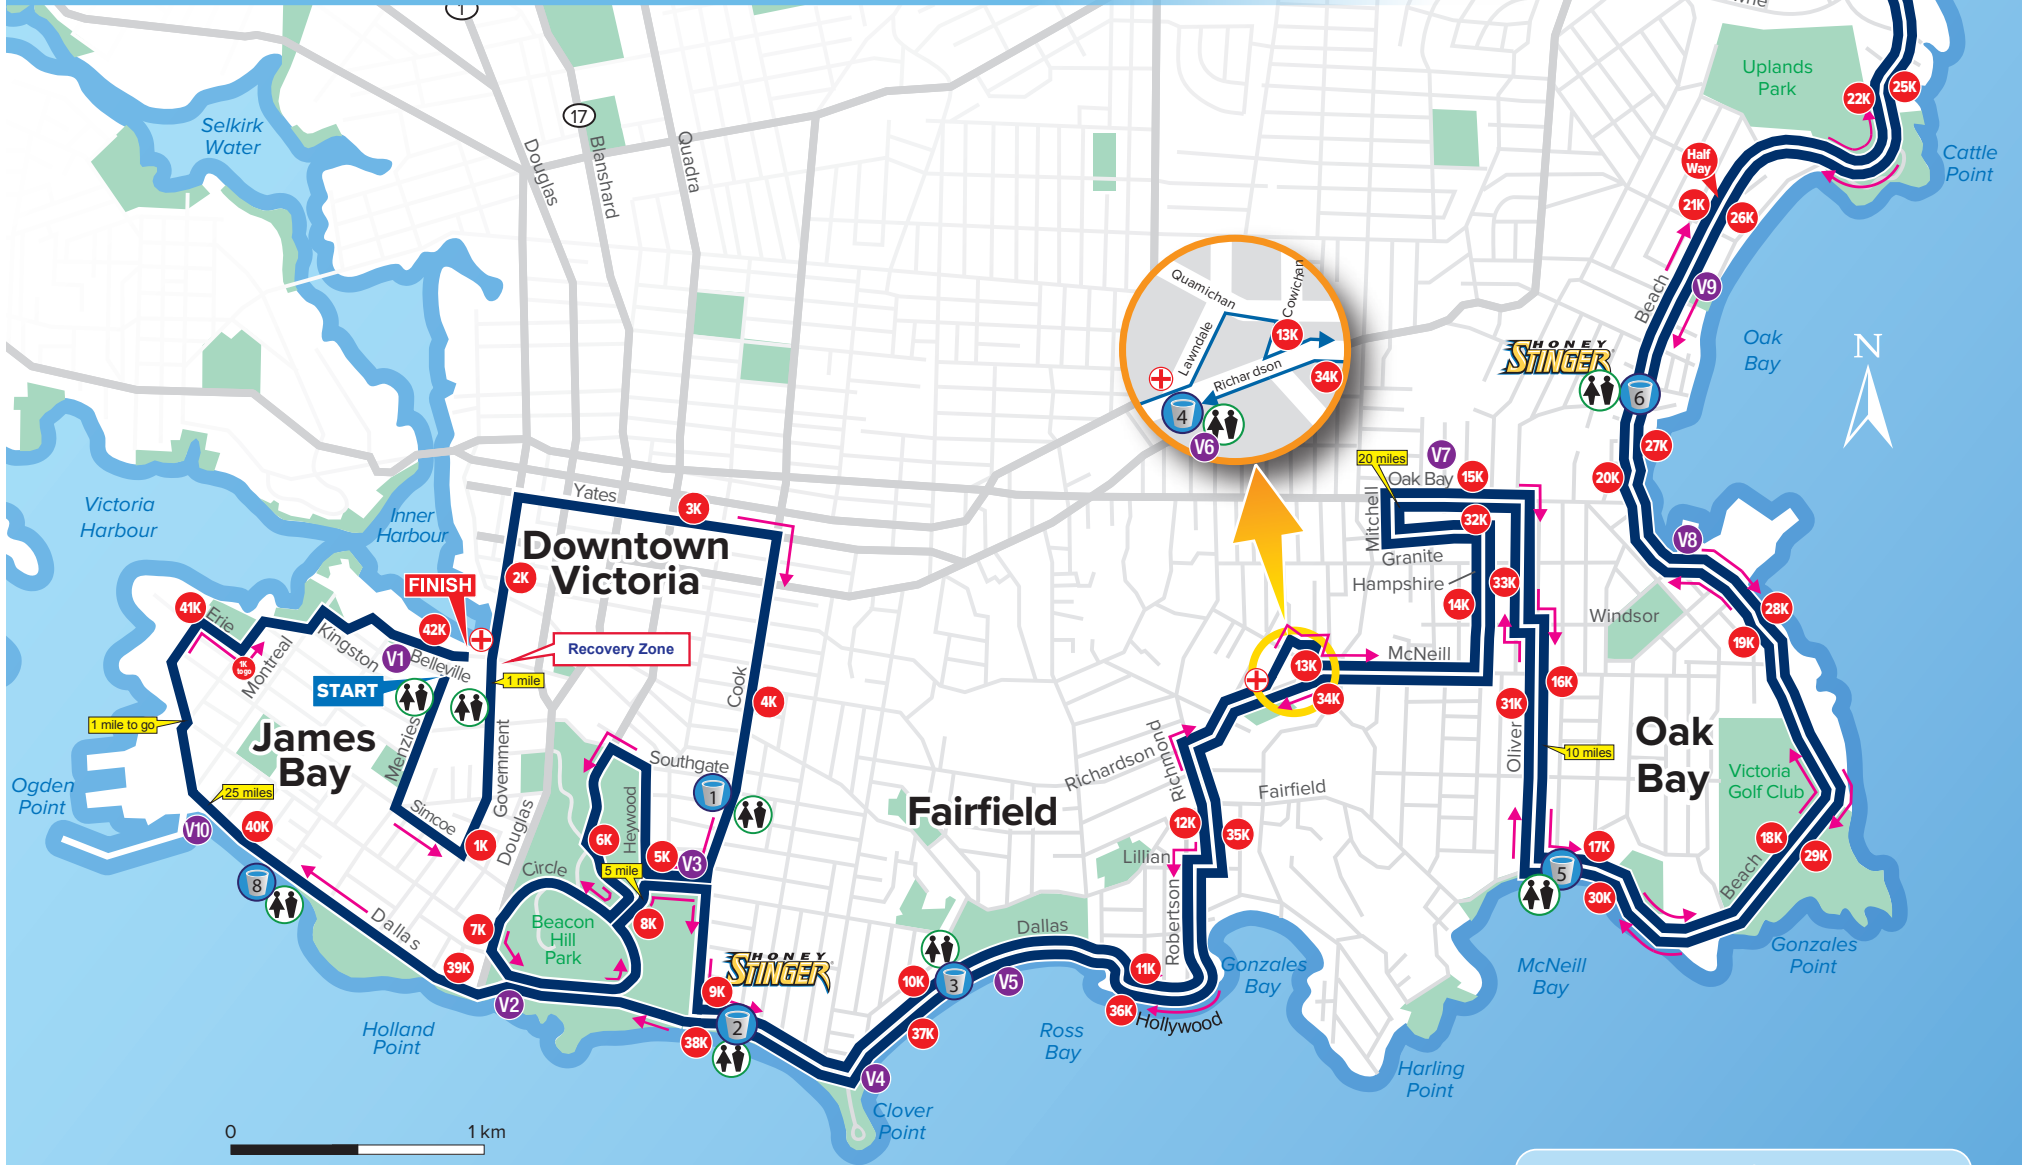 1
Uplands
Park
22K
25K
Selkirk
Water
17
Douglas
Blanshard
Quadra
Half
Way
Cattle
Point
21K
26K
Beach
V9
Quamichan
Cowichan
13K
Lawndale
Richardson
34K
4
V6
HONEY
STINGER
6
Oak
Bay
N
27K
20K
20 miles
V7
Oak Bay
15K
Mitchell
32K
Granite
Hampshire
33K
14K
V8
Victoria
Harbour
Inner
Harbour
Yates
3K
Downtown
Victoria
2K
FINISH
41K
Erie
42K
1K
to go
Montreal
Kingston
V1
Belleville
START
Recovery Zone
1 mile
Cook
4K
13K
McNeill
34K
Windsor
28K
19K
16K
31K
Oliver
10 miles
Oak
Bay
Victoria
Golf Club
1 mile to go
James
Bay
Menzies
Government
Ogden
Point
25 miles
V10
40K
Simcoe
1K
Douglas
Southgate
1
Heywood
6K
5K
V3
5 mile
Circle
Fairfield
Richardson
Richmond
Fairfield
12K
35K
Lillian
Robertson
17K
5
30K
18K
29K
Beach
8
Dallas
7K
Beacon
Hill
Park
8K
39K
V2
HONEY
STINGER
9K
2
38K
10K
3
Dallas
V5
11K
36K
Hollywood
Gonzales
Bay
37K
V4
McNeill
Bay
Gonzales
Point
Holland
Point
Ross
Bay
Harling
Point
Clover
Point
0
1 km